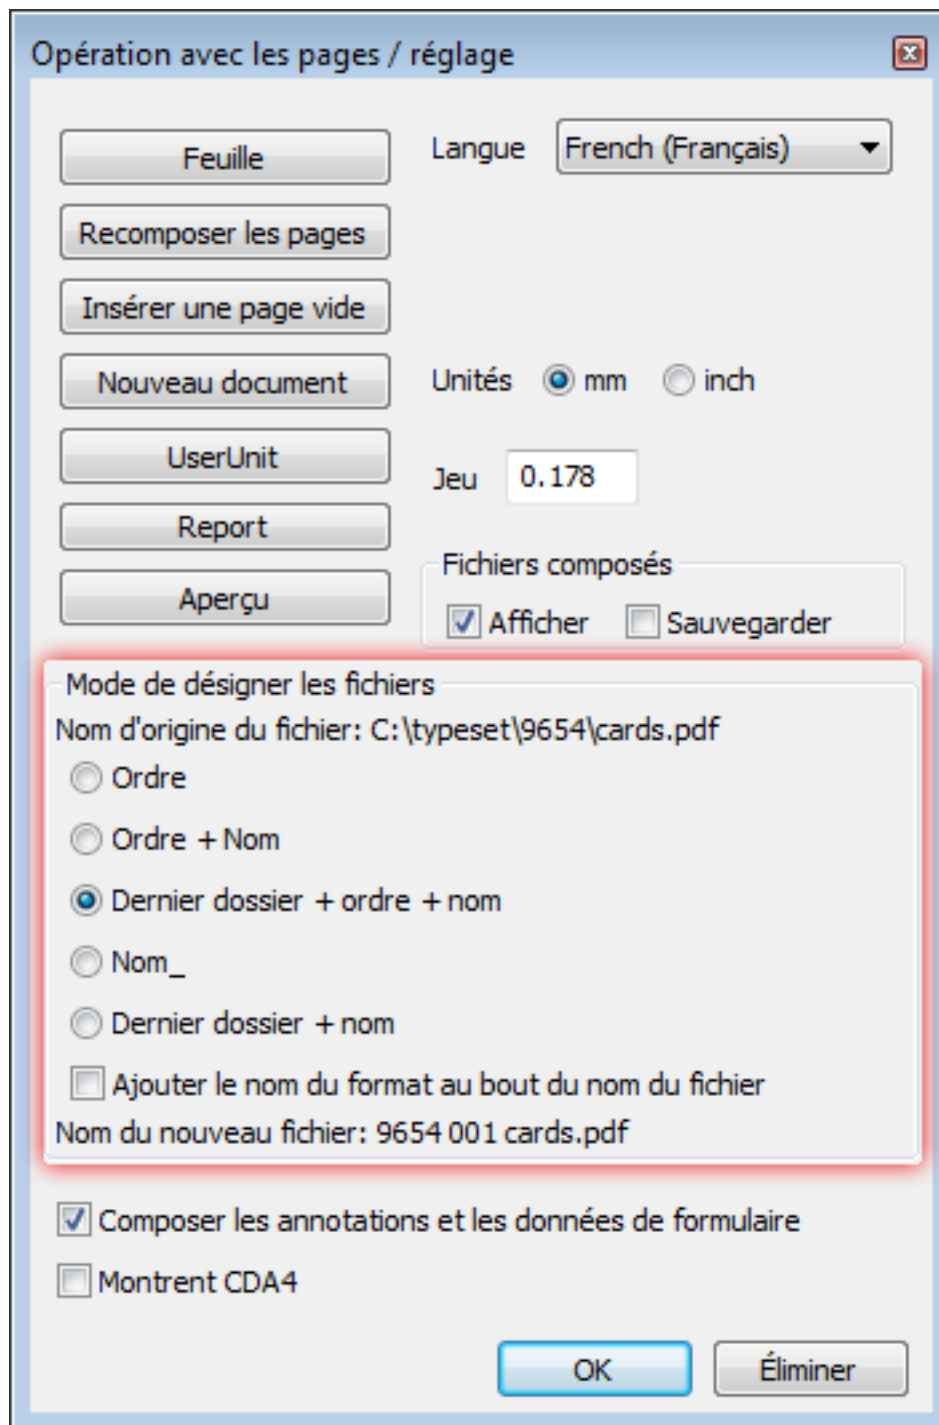 Opération avec les pages / réglage
Feuille
Langue French (Français)
Recomposer les pages
Insérer une page vide
Nouveau document
Unités mm inch
UserUnit
Jeu 0.178
Report
Fichiers composés
Aperçu
Afficher Sauvegarder
Mode de désigner les fichiers
Nom d'origine du fichier: C:\typeset\9654\cards.pdf
Ordre
Ordre + Nom
Dernier dossier + ordre + nom
Nom_
Dernier dossier + nom
Ajouter le nom du format au bout du nom du fichier
Nom du nouveau fichier: 9654 001 cards.pdf
Composer les annotations et les données de formulaire
Montrent CDA4
OK Éliminer